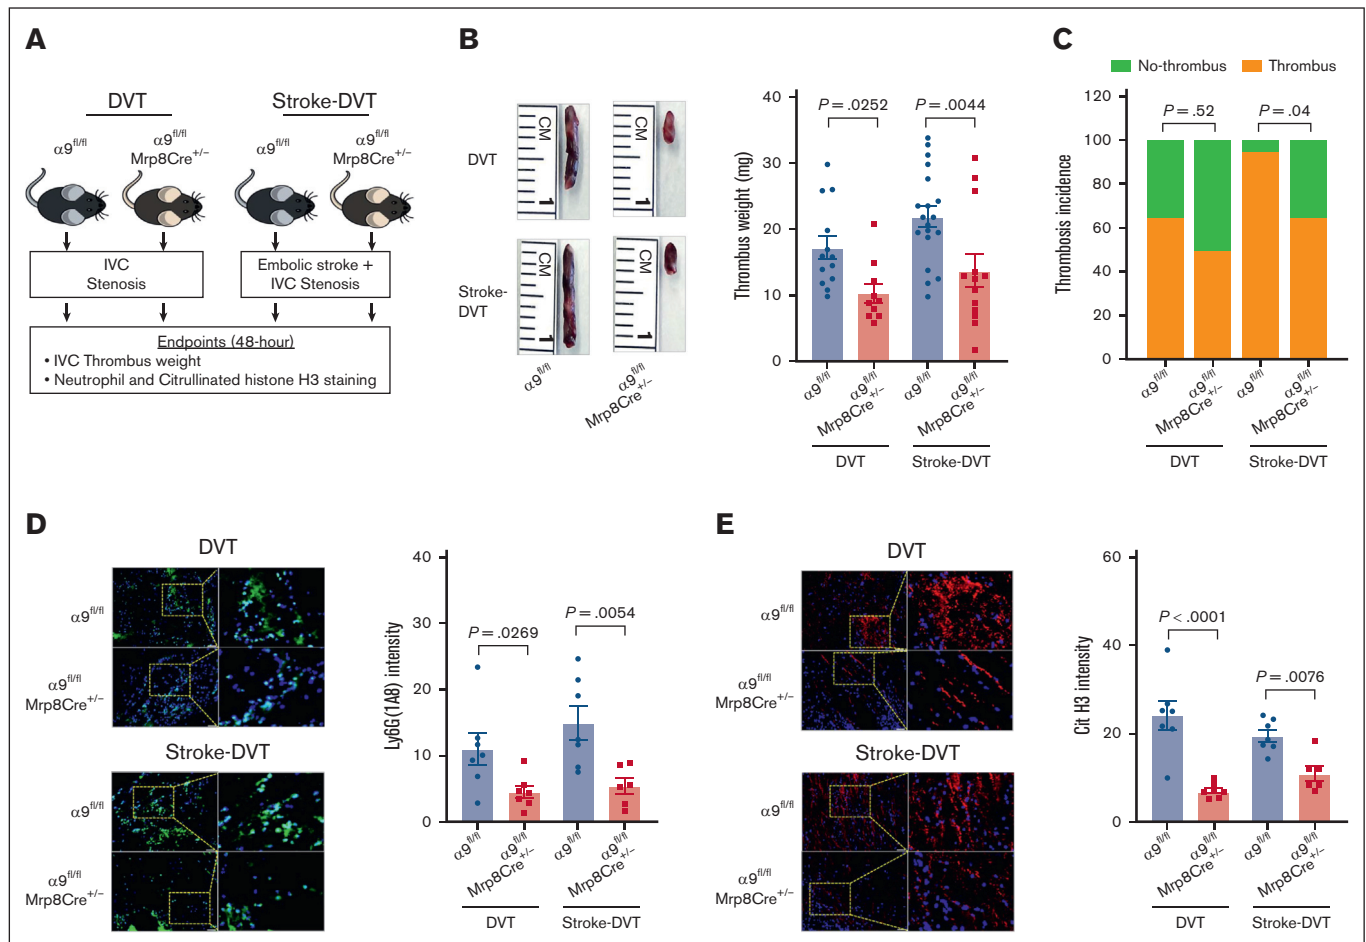 A
DVT
Stroke-DVT
α9fl/fl
α9fl/fl
Mrp8Cre+/–
α9fl/fl
α9fl/fl
Mrp8Cre+/–
IVC
Stenosis
Embolic stroke +
IVC Stenosis
Endpoints (48-hour)
• IVC Thrombus weight
• Neutrophil and Citrullinated histone H3 staining
B
DVT
Stroke-
DVT
CM
1
CM
1
CM
1
CM
1
α9fl/fl
α9fl/fl
Mrp8Cre+/–
Thrombus weight (mg)
40
30
20
10
0
P = .0252
P = .0044
α9fl/fl
α9fl/fl
Mrp8Cre+/–
α9fl/fl
α9fl/fl
Mrp8Cre+/–
DVT
Stroke-DVT
C
No-thrombus
Thrombus
Thrombosis incidence
120
100
80
60
40
20
0
P = .52
P = .04
α9fl/fl
α9fl/fl
Mrp8Cre+/–
α9fl/fl
α9fl/fl
Mrp8Cre+/–
DVT
Stroke-DVT
D
DVT
α9fl/fl
α9fl/fl
Mrp8Cre+/–
Stroke-DVT
α9fl/fl
α9fl/fl
Mrp8Cre+/–
Ly6G(1A8) intensity
40
30
20
10
0
P = .0269
P = .0054
α9fl/fl
α9fl/fl
Mrp8Cre+/–
α9fl/fl
α9fl/fl
Mrp8Cre+/–
DVT
Stroke-DVT
E
DVT
α9fl/fl
α9fl/fl
Mrp8Cre+/–
Stroke-DVT
α9fl/fl
α9fl/fl
Mrp8Cre+/–
Cit H3 intensity
60
40
20
0
P < .0001
P = .0076
α9fl/fl
α9fl/fl
Mrp8Cre+/–
α9fl/fl
α9fl/fl
Mrp8Cre+/–
DVT
Stroke-DVT